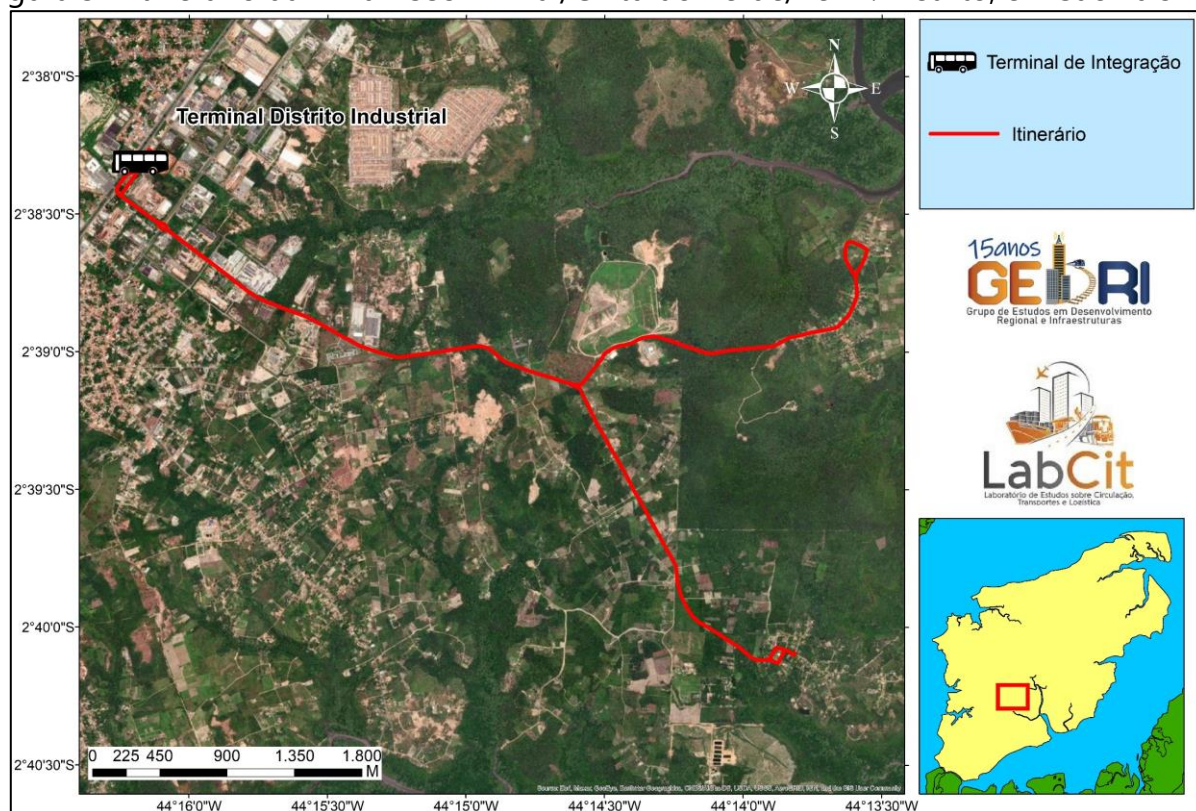 Terminal Distrito Industrial
N
W
E
S
2°38'0"S
2°38'30"S
2°39'0"S
2°39'30"S
2°40'0"S
2°40'30"S
44°16'0"W
44°15'30"W
44°15'0"W
44°14'30"W
44°14'0"W
44°13'30"W
0 225 450 900 1.350 1.800
M
Terminal de Integração
Itinerário
15anos
GEDRI
Grupo de Estudos em Desenvolvimento
Regional e Infraestruturas
LabCit
Laboratório de Estudos sobre Circulação,
Transportes e Logística